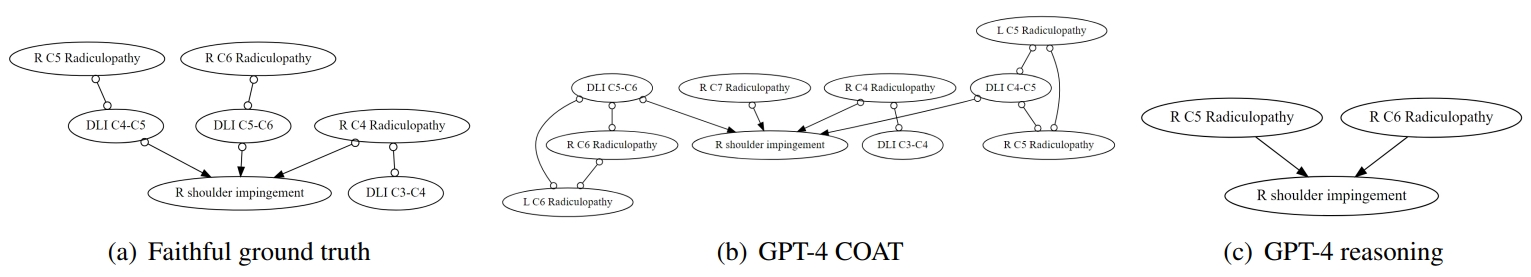 R C5 Radiculopathy
R C6 Radiculopathy
DLI C4-C5
DLI C5-C6
R C4 Radiculopathy
R shoulder impingement
DLI C3-C4
(a) Faithful ground truth
L C5 Radiculopathy
DLI C5-C6
R C7 Radiculopathy
R C4 Radiculopathy
DLI C4-C5
R C6 Radiculopathy
R shoulder impingement
DLI C3-C4
R C5 Radiculopathy
L C6 Radiculopathy
(b) GPT-4 COAT
R C5 Radiculopathy
R C6 Radiculopathy
R shoulder impingement
(c) GPT-4 reasoning